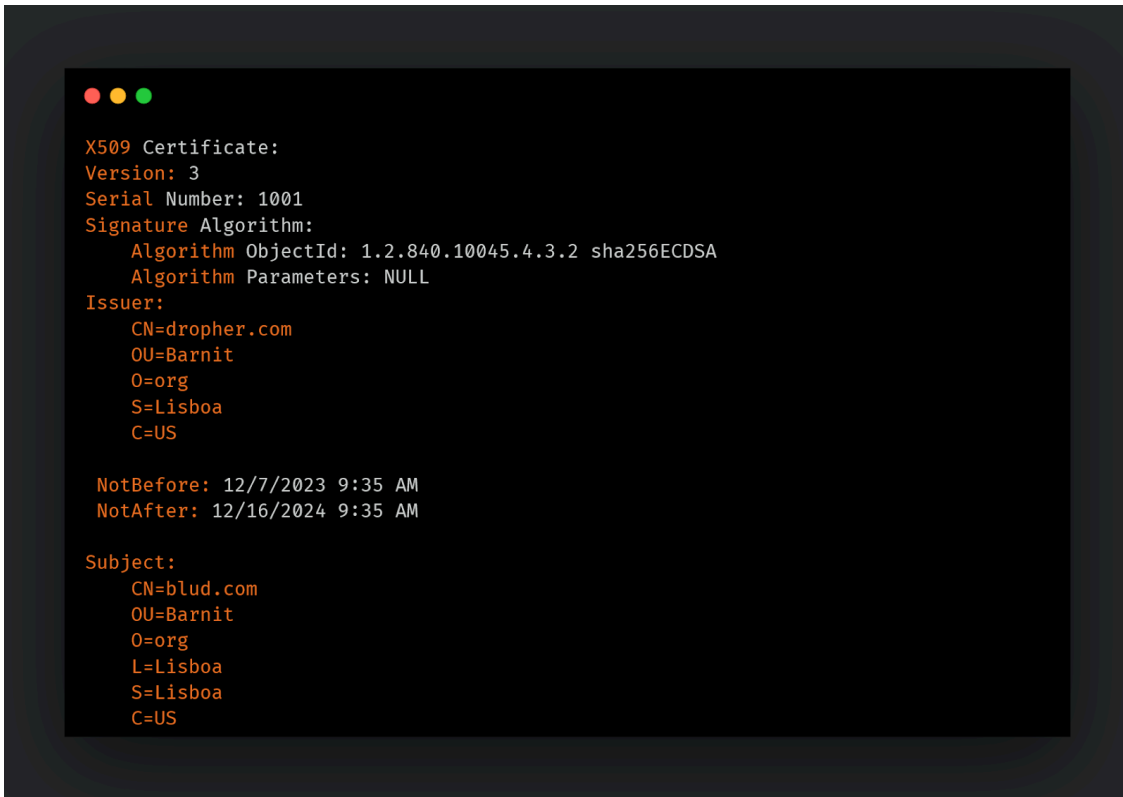 X509 Certificate:
Version: 3
Serial Number: 1001
Signature Algorithm:
Algorithm ObjectId: 1.2.840.10045.4.3.2 sha256ECDSA
Algorithm Parameters: NULL
Issuer:
CN=dropher.com
OU=Barnit
O=org
S=Lisboa
C=US
NotBefore: 12/7/2023 9:35 AM
NotAfter: 12/16/2024 9:35 AM
Subject:
CN=blud.com
OU=Barnit
O=org
L=Lisboa
S=Lisboa
C=US